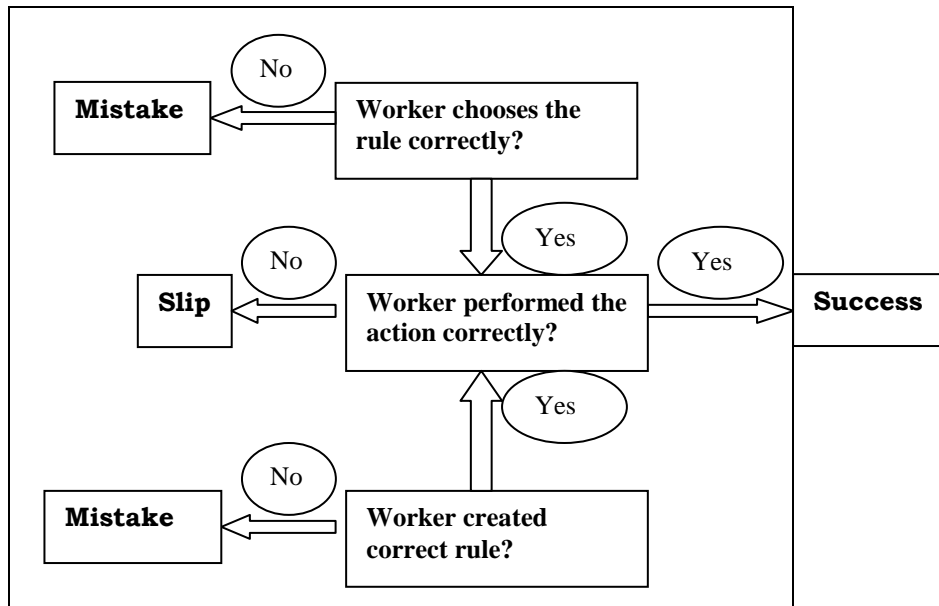 No
Mistake
Worker chooses the
rule correctly?
Yes
Yes
No
Slip
Worker performed the
action correctly?
Success
Yes
No
Mistake
Worker created
correct rule?